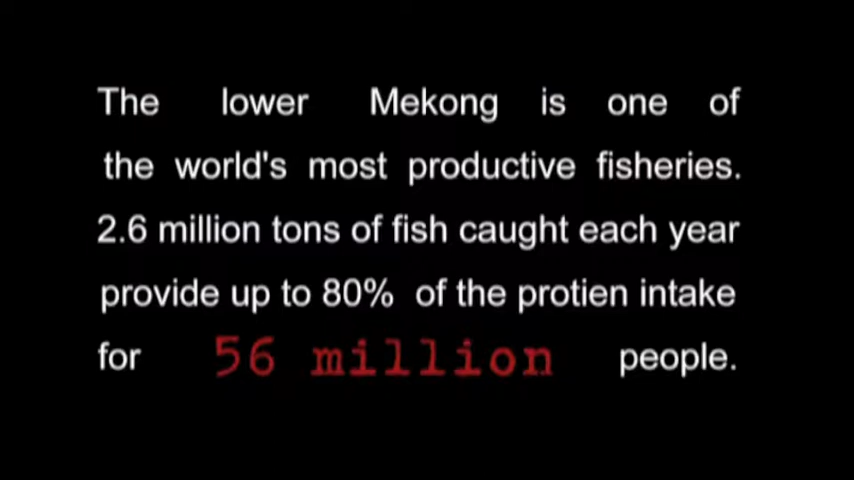 The lower Mekong is one of
the world's most productive fisheries.
2.6 million tons of fish caught each year
provide up to 80% of the protien intake
for 56 million people.